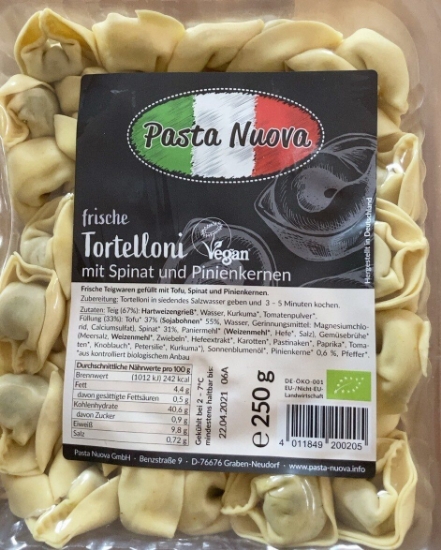 Pasta Nuova
frische
Tortelloni
Vegan
mit Spinat und Pinienkernen
Hergestellt in Deutschland
Frische Teigwaren gefüllt mit Tofu, Spinat und Pinienkernen.
Zubereitung: Tortelloni in siedendes Salzwasser geben und 3 – 5 Minuten kochen.
Zutaten: Teig (67%): Hartweizengrieß*, Wasser, Kurkuma*, Tomatenpulver*.
Füllung (33%): Tofu* 37% (Sojabohnen* 55%, Wasser, Gerinnungsmittel: Magnesiumchlo-
rid, Calciumsulfat), Spinat* 31%, Paniermehl* (Weizenmehl*, Hefe*, Salz), Gemüsebrühe*
(Meersalz, Weizenmehl*, Zwiebeln*, Hefeextrakt*, Karotten*, Pastinaken*, Paprika*, Toma-
ten*, Knoblauch*, Petersilie*, Kurkuma*), Sonnenblumenöl*, Pinienkerne* 0,6 %, Pfeffer*.
*aus kontrolliert biologischem Anbau
Durchschnittliche Nährwerte pro 100 g
Brennwert (1012 kJ) 242 kcal
Fett 4,4 g
davon gesättigte Fettsäuren 0,5 g
Kohlenhydrate 40,6 g
davon Zucker 0,9 g
Eiweiß 9,8 g
Salz 0,72 g
Gekühlt bei 2 - 7°C
mindestens haltbar bis:
22.04.2021 06A
e 250 g
DE-ÖKO-001
EU-/Nicht-EU-
Landwirtschaft
4 011849 200205
Pasta Nuova GmbH – Benzstraße 9 – D-76676 Graben-Neudorf – www.pasta-nuova.info